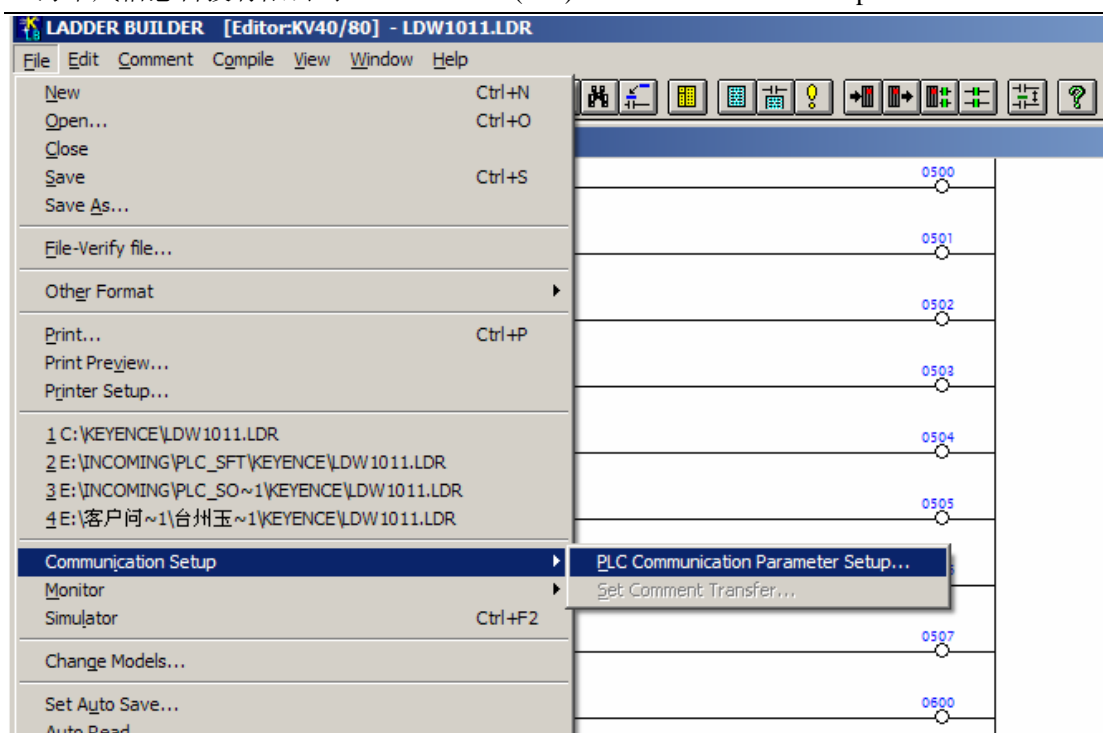 LADDER BUILDER [Editor:KV40/80] - LDW1011.LDR
File Edit Comment Compile View Window Help
New Ctrl+N
Open... Ctrl+O
Close
Save Ctrl+S
Save As...
File-Verify file...
Other Format
Print... Ctrl+P
Print Preview...
Printer Setup...
1 C:\KEYENCE\LDW1011.LDR
2 E:\INCOMING\PLC_SFT\KEYENCE\LDW1011.LDR
3 E:\INCOMING\PLC_SO~1\KEYENCE\LDW1011.LDR
4 E:\客户问~1\台州玉~1\KEYENCE\LDW1011.LDR
Communication Setup
PLC Communication Parameter Setup...
Monitor
Set Comment Transfer...
Simulator Ctrl+F2
Change Models...
Set Auto Save...
Auto Read
0500
0501
0502
0503
0504
0505
0507
0600